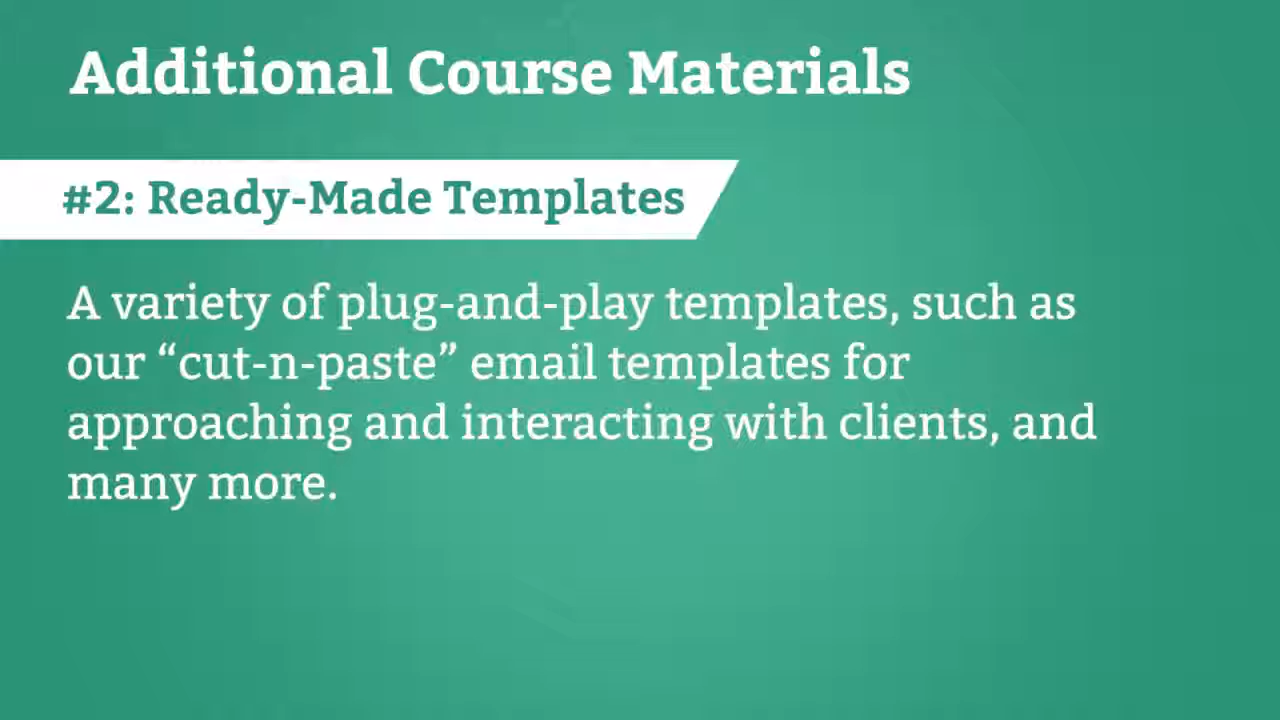 Additional Course Materials
#2: Ready-Made Templates
A variety of plug-and-play templates, such as
our “cut-n-paste” email templates for
approaching and interacting with clients, and
many more.